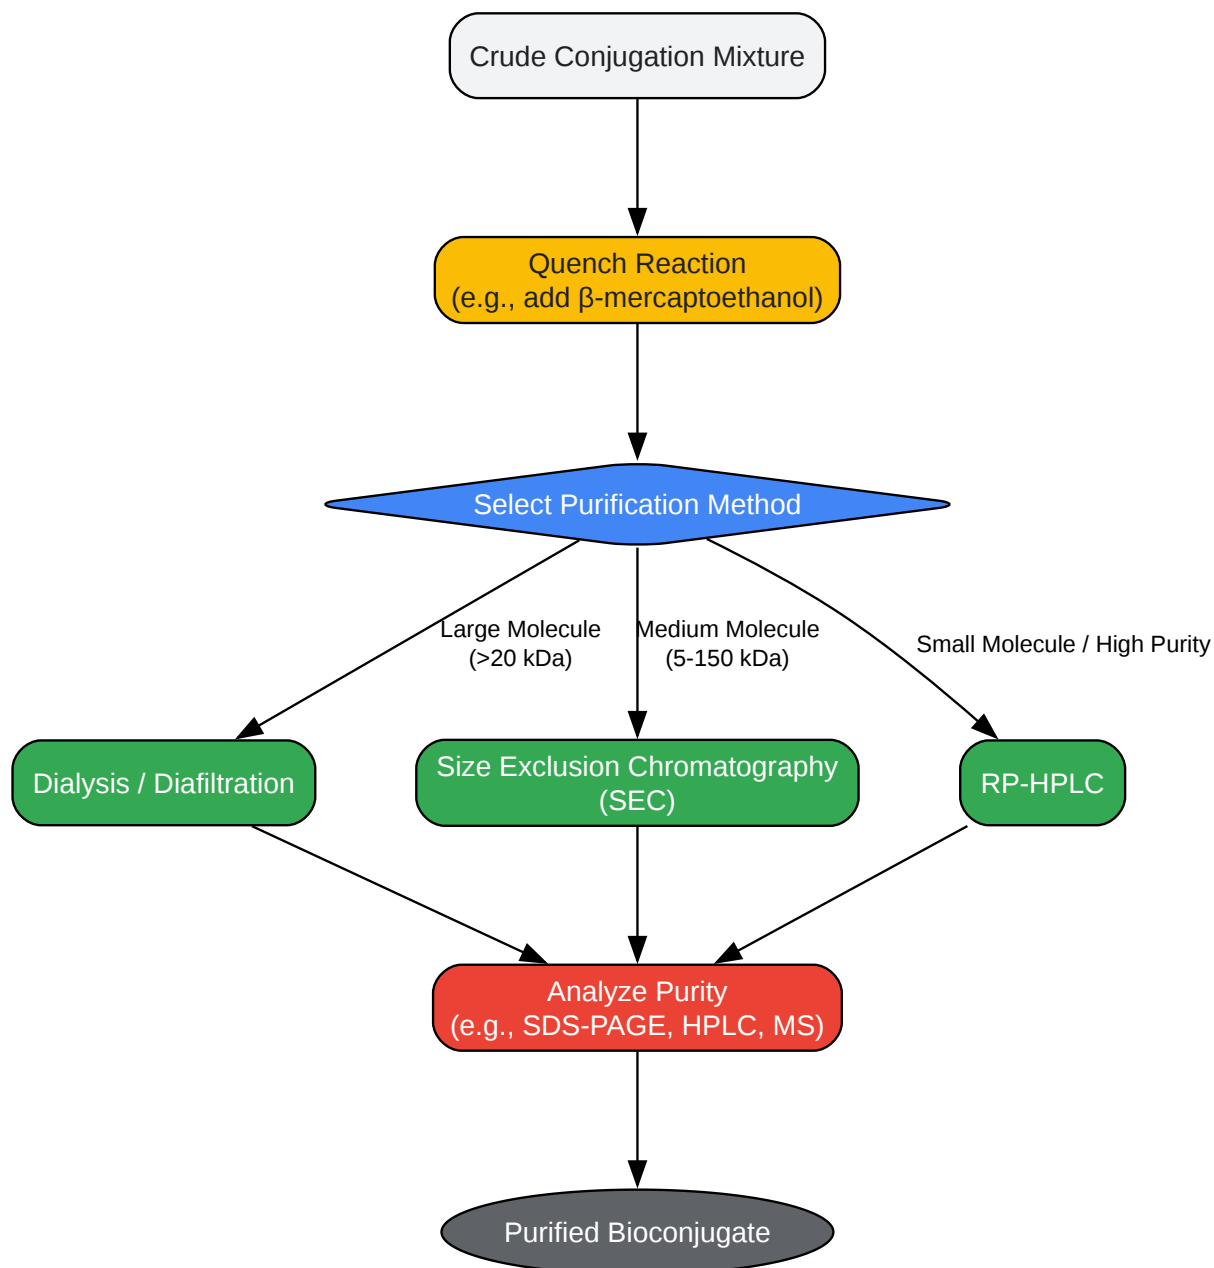 Crude Conjugation Mixture
Quench Reaction
(e.g., add β-mercaptoethanol)
Select Purification Method
Large Molecule
(>20 kDa)
Medium Molecule
(5-150 kDa)
Small Molecule / High Purity
Dialysis / Diafiltration
Size Exclusion Chromatography
(SEC)
RP-HPLC
Analyze Purity
(e.g., SDS-PAGE, HPLC, MS)
Purified Bioconjugate